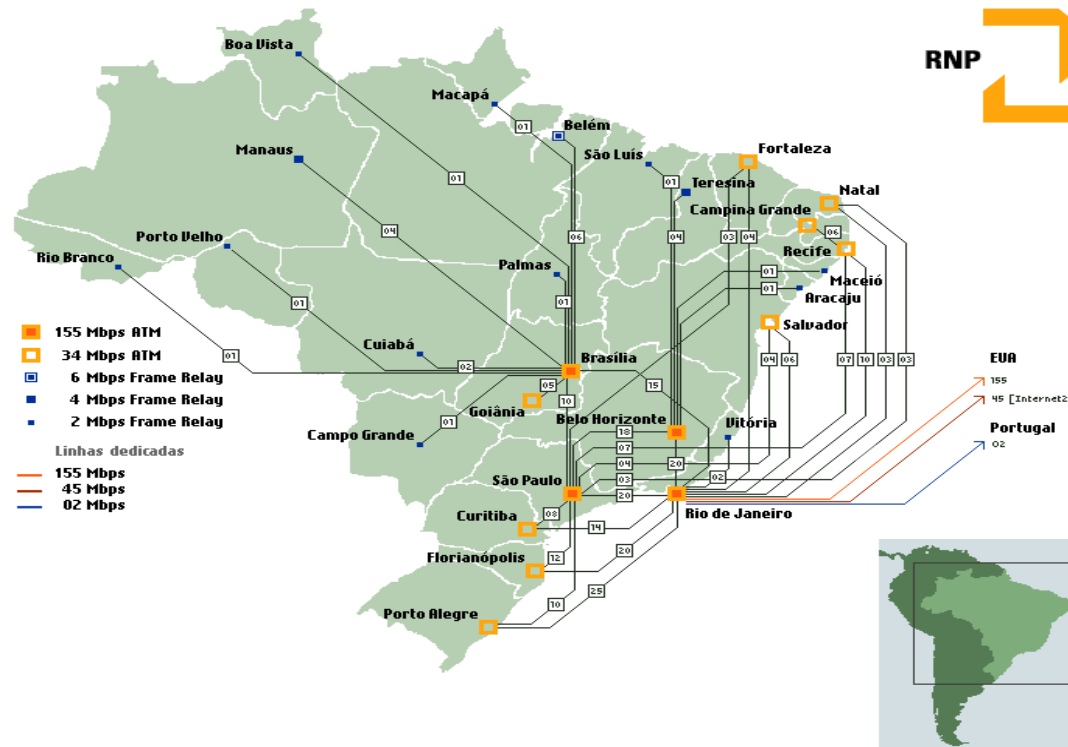 Boa Vista
RNP
Macapá
01
Belém
Manaus
São Luís
Fortaleza
01
01
Teresina
Natal
Campina Grande
04
06
04
03
04
06
Porto Velho
Recife
Rio Branco
Palmas
01
Maceió
01
01
01
Aracaju
Salvador
155 Mbps ATM
34 Mbps ATM
Cuiabá
01
02
Brasília
04
06
07
10
03
03
6 Mbps Frame Relay
05
15
EUA
155
4 Mbps Frame Relay
10
45 [Internet2
2 Mbps Frame Relay
Goiânia
Belo Horizonte
Vitória
Campo Grande
01
18
Portugal
02
Linhas dedicadas
07
155 Mbps
04
20
02
São Paulo
03
45 Mbps
20
02 Mbps
08
Rio de Janeiro
Curitiba
14
Florianópolis
12
20
10
25
Porto Alegre